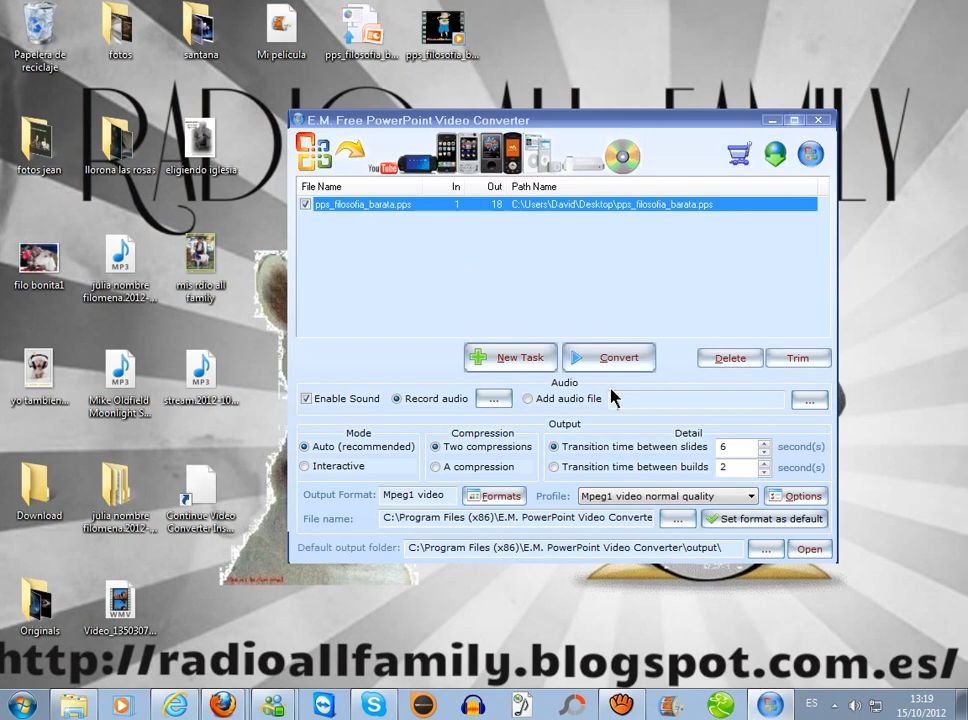 Papelera de
reciclaje
fotos
santana
Mi pelicula
pps_filosofia_b...
pps_filosofia_b...
RADIO ALL FAMILY
fotos jean
llorona las rosas
eligiendo iglesia
filo bonita1
julia nombre
filomena.2012-...
mis rdio all
family
yo tambien...
Mike Oldfield
Moonlight S...
stream.2012-10...
Download
julia nombre
filomena.2012-...
Continue Video
Converter Ins...
Originals
Video_1350307...
E.M. Free PowerPoint Video Converter
YouTube
File Name In Out Path Name
pps_filosofia_barata.pps 1 18 C:\Users\David\Desktop\pps_filosofia_barata.pps
New Task Convert Delete Trim
Audio
Enable Sound Record audio ... Add audio file ...
Output
Mode Compression Detail
Auto (recommended) Two compressions Transition time between slides 6 second(s)
Interactive A compression Transition time between builds 2 second(s)
Output Format: Mpeg1 video Formats Profile: Mpeg1 video normal quality Options
File name: C:\Program Files (x86)\E.M. PowerPoint Video Converte ... Set format as default
Default output folder: C:\Program Files (x86)\E.M. PowerPoint Video Converter\output\ ... Open
http://radioallfamily.blogspot.com.es/
ES
13:19
15/10/2012